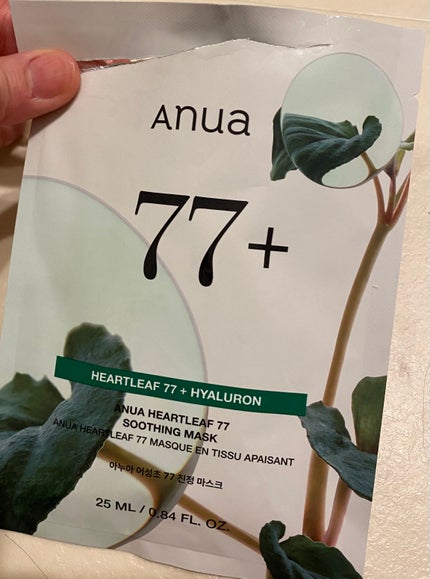 Anua
77+
HEARTLEAF 77 + HYALURON
ANUA HEARTLEAF 77
SOOTHING MASK
ANUA HEARTLEAF 77 MASQUE EN TISSU APAISANT
아누아 어성초 77 진정 마스크
25 ML / 0.84 FL. OZ.